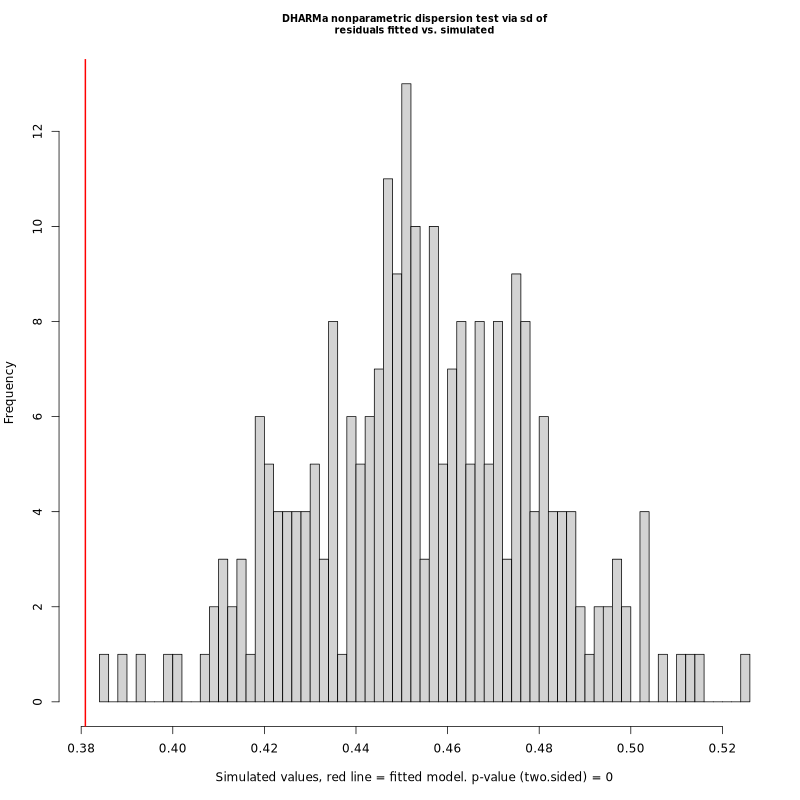 DHARMa nonparametric dispersion test via sd of
residuals fitted vs. simulated
Frequency
12
10
8
6
4
2
0
0.38 0.40 0.42 0.44 0.46 0.48 0.50 0.52
Simulated values, red line = fitted model. p-value (two.sided) = 0